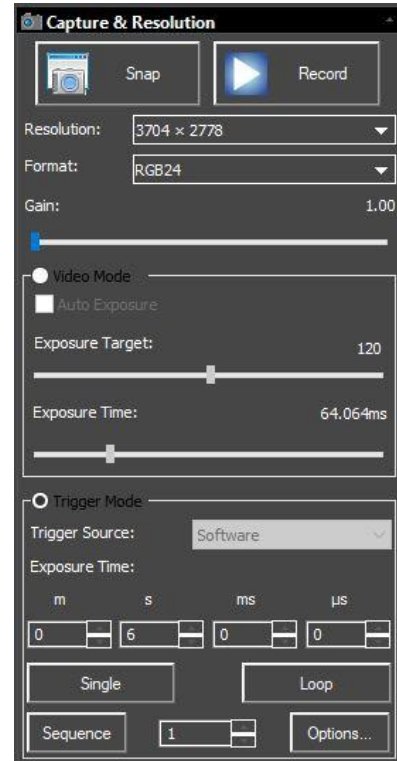 Capture & Resolution
Snap Record
Resolution: 3704 × 2778
Format: RGB24
Gain: 1.00
Video Mode
Auto Exposure
Exposure Target: 120
Exposure Time: 64.064ms
Trigger Mode
Trigger Source: Software
Exposure Time:
m s ms µs
0 6 0 0
Single Loop
Sequence 1 Options...